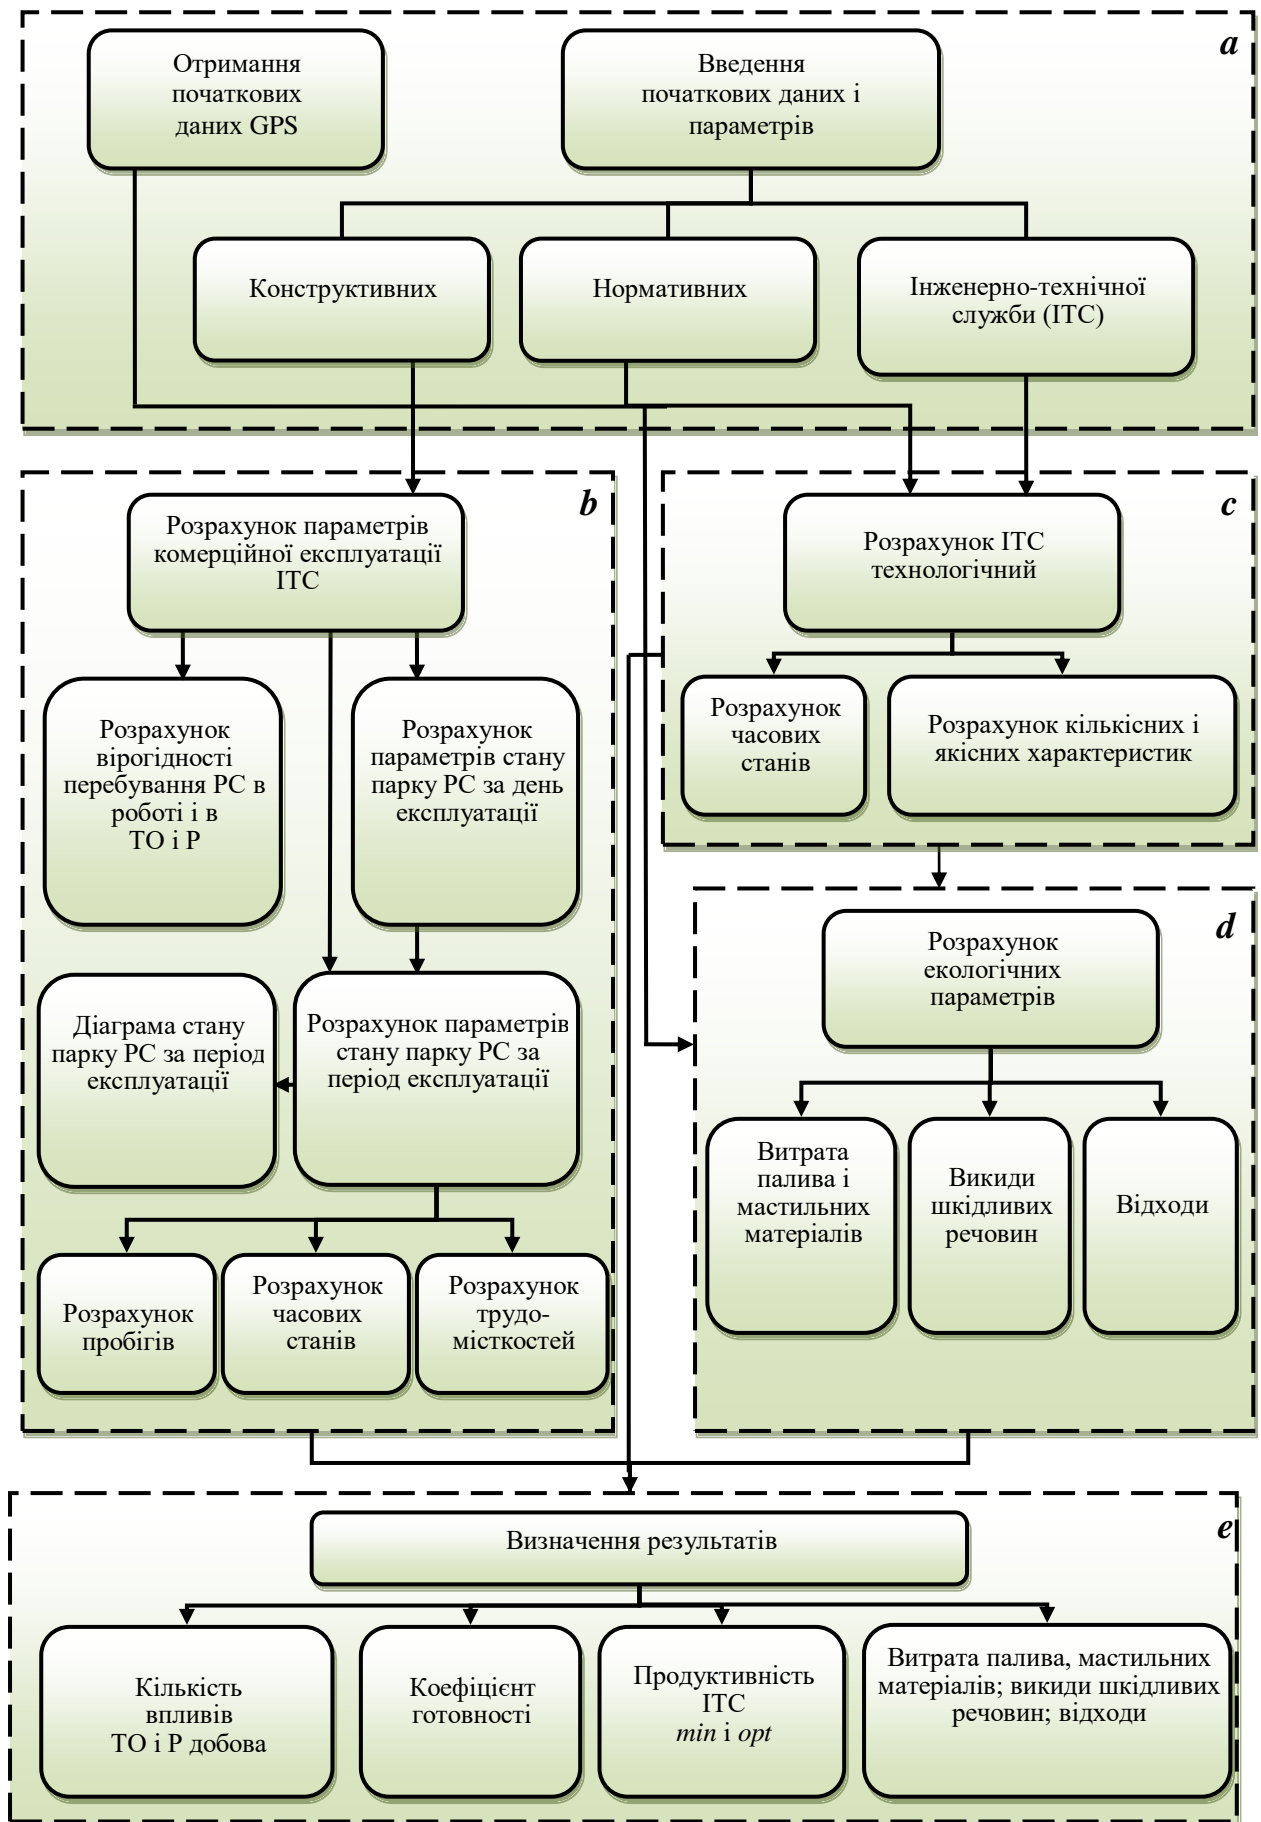 a
Отримання
початкових
даних GPS
Введення
початкових даних і
параметрів
Конструктивних
Нормативних
Інженерно-технічної
служби (ІТС)
b
Розрахунок параметрів
комерційної експлуатації
ІТС
Розрахунок
вірогідності
перебування РС в
роботі і в
ТО і Р
Розрахунок
параметрів стану
парку РС за день
експлуатації
Діаграма стану
парку РС за період
експлуатації
Розрахунок параметрів
стану парку РС за
період експлуатації
Розрахунок
пробігів
Розрахунок
часових
станів
Розрахунок
трудо-
місткостей
c
Розрахунок ІТС
технологічний
Розрахунок
часових
станів
Розрахунок кількісних і
якісних характеристик
d
Розрахунок
екологічних
параметрів
Витрата
палива і
мастильних
матеріалів
Викиди
шкідливих
речовин
Відходи
e
Визначення результатів
Кількість
впливів
ТО і Р добова
Коефіцієнт
готовності
Продуктивність
ІТС
min і opt
Витрата палива, мастильних
матеріалів; викиди шкідливих
речовин; відходи